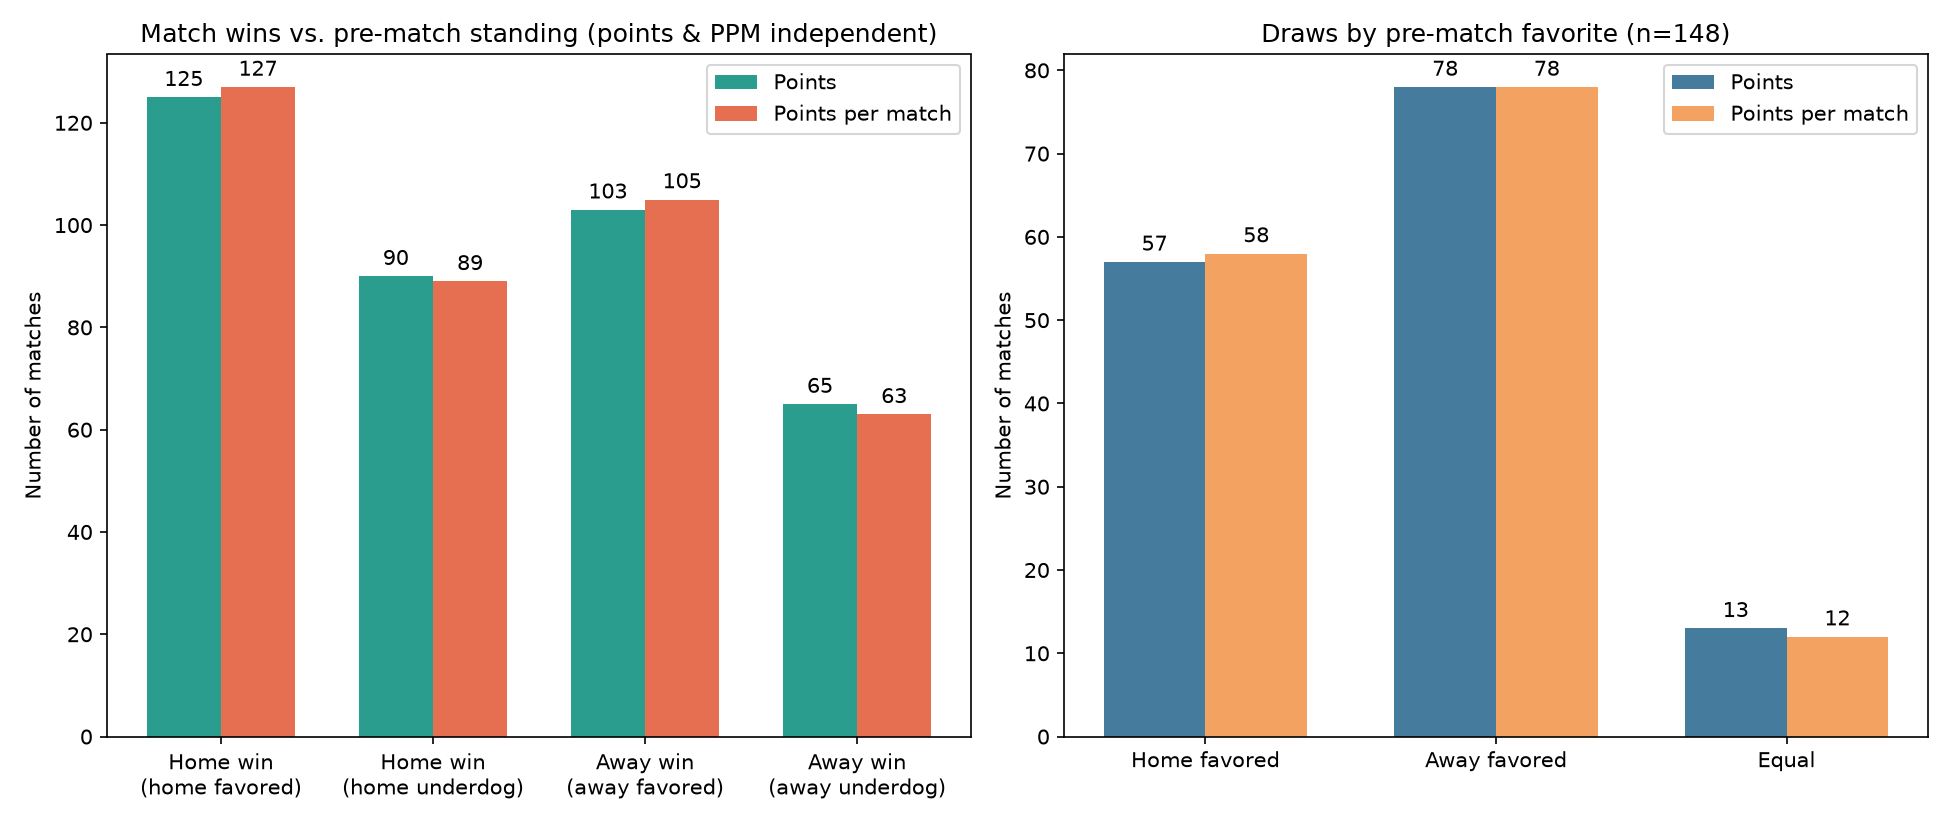 Match wins vs. pre-match standing (points & PPM independent)
Number of matches
0
20
40
60
80
100
120
125
127
90
89
103
105
65
63
Points
Points per match
Home win
(home favored)
Home win
(home underdog)
Away win
(away favored)
Away win
(away underdog)
Draws by pre-match favorite (n=148)
Number of matches
0
10
20
30
40
50
60
70
80
57
58
78
78
13
12
Points
Points per match
Home favored
Away favored
Equal